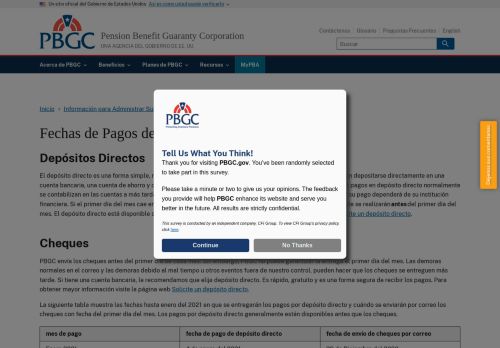 Un sitio oficial del Gobierno de Estados Unidos Así es como usted puede verificarlo
PBGC
Pension Benefit Guaranty Corporation
UNA AGENCIA DEL GOBIERNO DE EE. UU.
Contáctenos Glosario Preguntas Frecuentes English
Buscar
Acerca de PBGC Beneficios Planes de PBGC Recursos MyPBA
Inicio Información para Administrar Su
Fechas de Pagos de
Depósitos Directos
El depósito directo es una forma simple,
depositarse directamente en una
cuenta bancaria, una cuenta de ahorro y
pagos en depósito directo normalmente
se contabilizan en las cuentas a más tard
su pago dependerá de su institución
financiera. Si el primer día del mes cae en
se realizarán antes del primer día del
mes. El depósito directo está disponible
un depósito directo.
PBGC
Protecting America's Pensions
Tell Us What You Think!
Thank you for visiting PBGC.gov. You've been randomly selected
to take part in this survey.
Please take a minute or two to give us your opinions. The feedback
you provide will help PBGC enhance its website and serve you
better in the future. All results are strictly confidential.
This survey is conducted by an independent company, CFI Group. To view CFI Group's privacy policy
click here.
Continue No Thanks
Déjenos sus comentarios
Cheques
PBGC envía los cheques antes del primer día
primer día del mes. Las demoras
normales en el correo y las demoras debido al mal tiempo u otros eventos fuera de nuestro control, pueden hacer que los cheques se entreguen más
tarde. Si tiene una cuenta bancaria, le recomendamos que elija depósito directo. Es rápido, gratuito y es una forma segura de recibir los pagos. Para
obtener mayor información visite la página web Solicite un depósito directo.
La siguiente tabla muestra las fechas hasta enero del 2021 en que se entregarán los pagos por depósito directo y cuándo se enviarán por correo los
cheques con fecha del primer día del mes. Los pagos por depósito directo generalmente están disponibles antes que los cheques.
mes de pago fecha de pago de depósito directo fecha de envío de cheques por correo